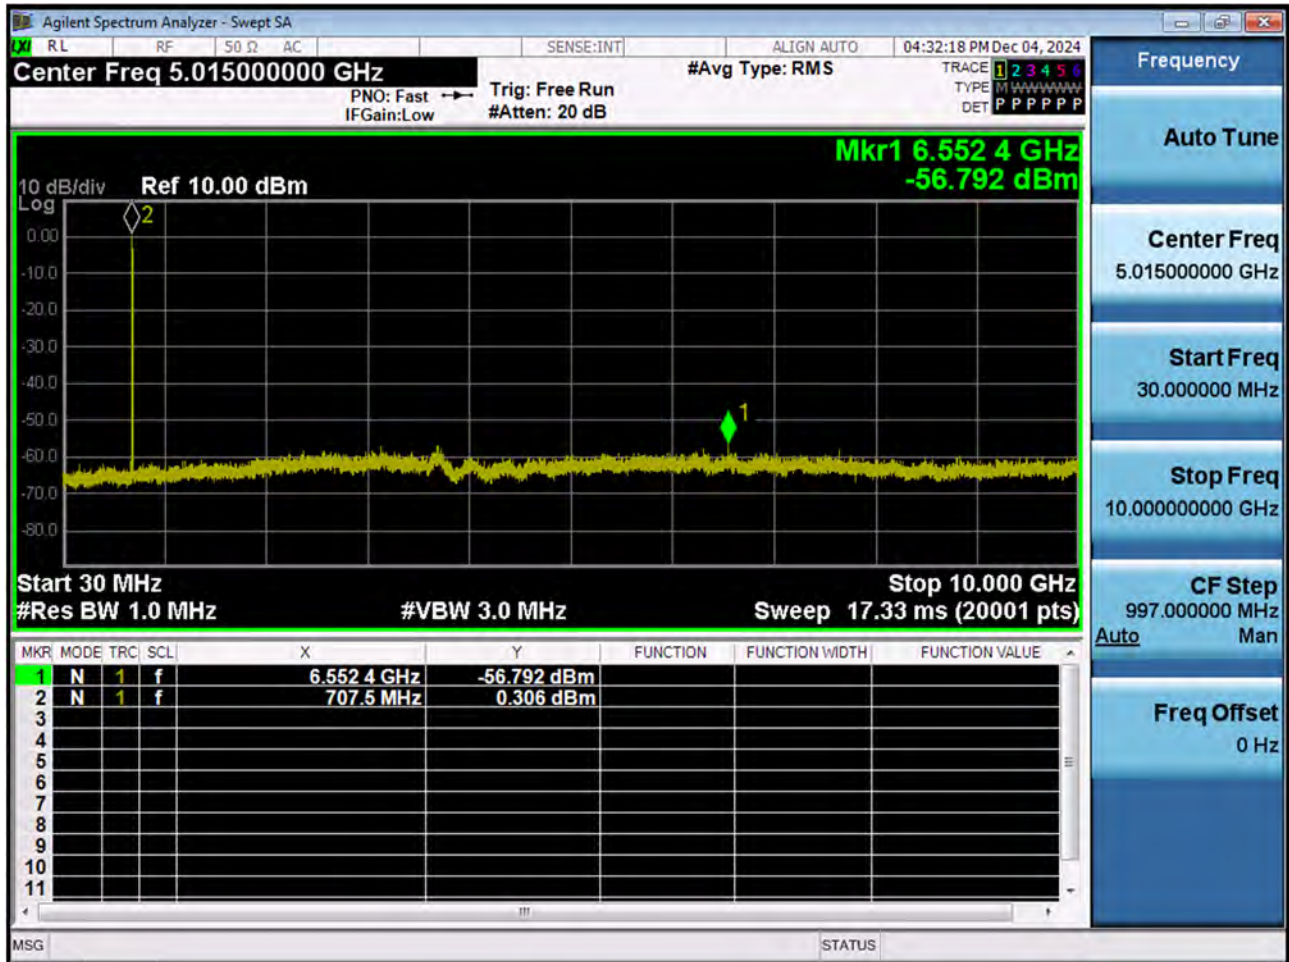 Agilent Spectrum Analyzer - Swept SA
LXI RL RF 50 Ω AC SENSE:INT ALIGN AUTO 04:32:18 PM Dec 04, 2024
Center Freq 5.015000000 GHz
PNO: Fast
IFGain:Low
Trig: Free Run
#Atten: 20 dB
#Avg Type: RMS
TRACE 1 2 3 4 5 6
TYPE M WWWWW
DET P P P P P P
Mkr1 6.552 4 GHz
-56.792 dBm
10 dB/div Ref 10.00 dBm
Log
2
0.00
-10.0
-20.0
-30.0
-40.0
-50.0
1
-60.0
-70.0
-80.0
Start 30 MHz Stop 10.000 GHz
#Res BW 1.0 MHz #VBW 3.0 MHz Sweep 17.33 ms (20001 pts)
MKR MODE TRC SCL X Y FUNCTION FUNCTION WIDTH FUNCTION VALUE
1 N 1 f 6.552 4 GHz -56.792 dBm
2 N 1 f 707.5 MHz 0.306 dBm
3
4
5
6
7
8
9
10
11
MSG STATUS
Frequency
Auto Tune
Center Freq
5.015000000 GHz
Start Freq
30.000000 MHz
Stop Freq
10.000000000 GHz
CF Step
997.000000 MHz
Auto Man
Freq Offset
0 Hz